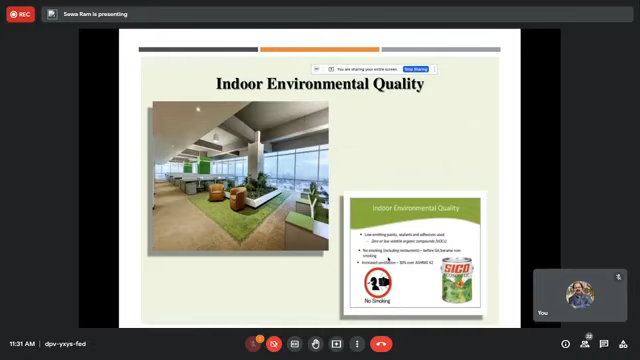 REC
Sewa Ram is presenting
You are sharing your entire screen
Stop Sharing
Indoor Environmental Quality
Indoor Environmental Quality
Low emitting paints, sealants and adhesives used
Zero or low volatile organic compounds (VOCs)
No smoking (including restaurant) – before GA became non-smoking
Increased ventilation – 30% over ASHRAE 62
SICO
No Smoking
You
11:31 AM
dpv-yxys-fed
22